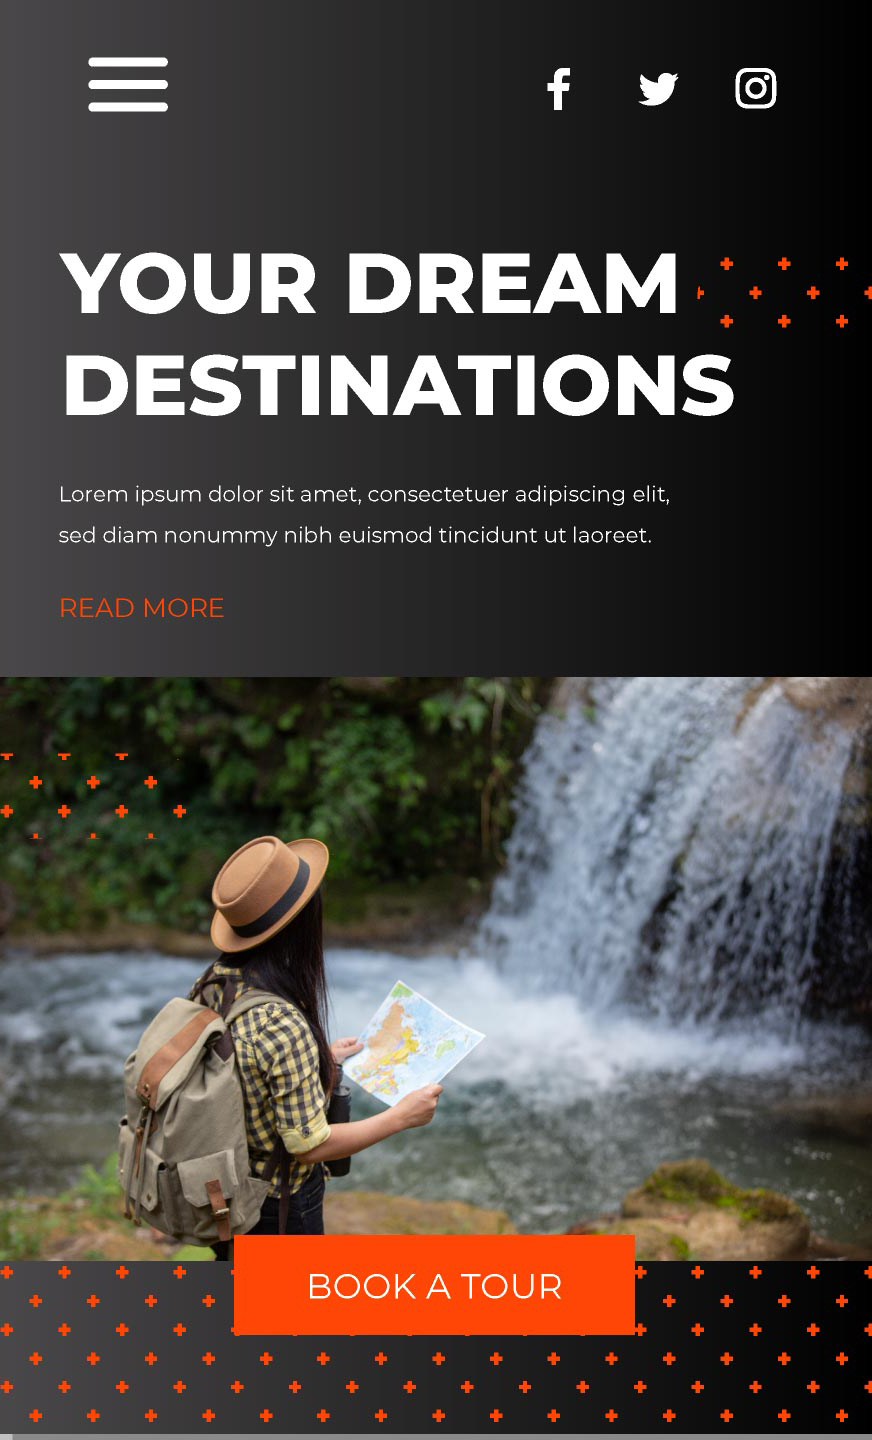 YOUR DREAM
DESTINATIONS
Lorem ipsum dolor sit amet, consectetuer adipiscing elit,
sed diam nonummy nibh euismod tincidunt ut laoreet.
READ MORE
BOOK A TOUR